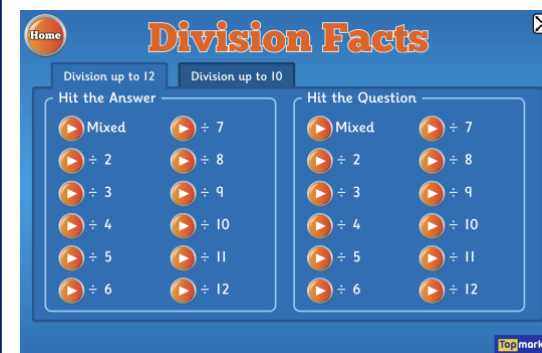 Home
Division Facts
Division up to 12
Division up to 10
Hit the Answer
Mixed
÷ 2
÷ 3
÷ 4
÷ 5
÷ 6
÷ 7
÷ 8
÷ 9
÷ 10
÷ 11
÷ 12
Hit the Question
Mixed
÷ 2
÷ 3
÷ 4
÷ 5
÷ 6
÷ 7
÷ 8
÷ 9
÷ 10
÷ 11
÷ 12
Topmark